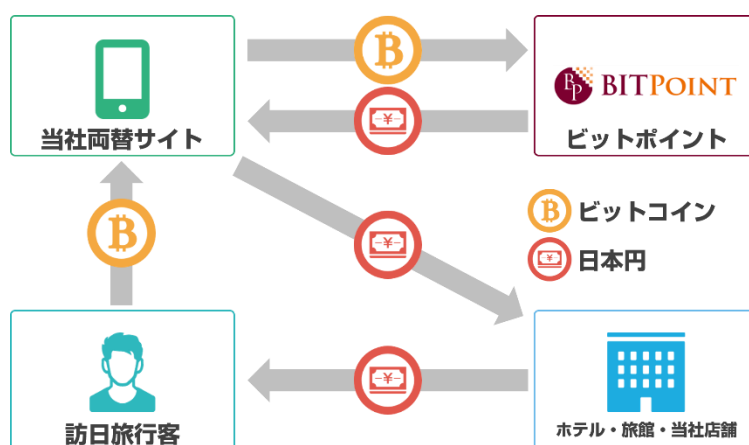 BP BITPOINT
当社両替サイト
ビットポイント
ビットコイン
日本円
訪日旅行客
ホテル・旅館・当社店舗